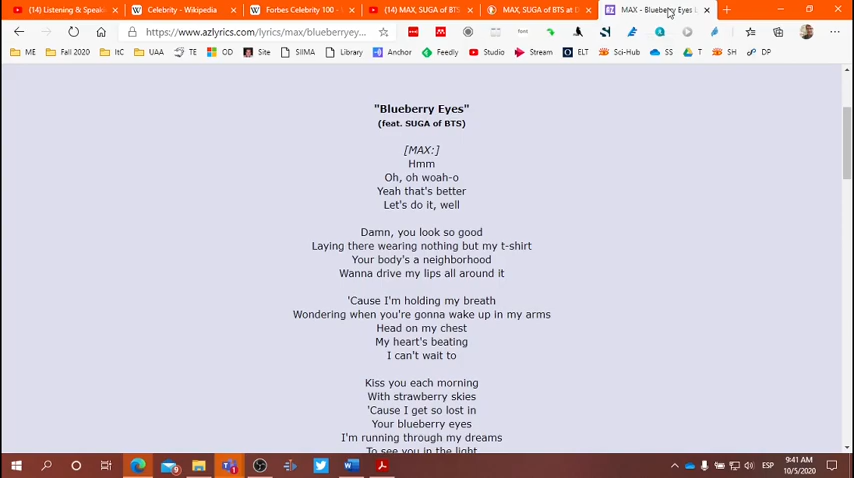 (14) Listening & Speaki
Celebrity - Wikipedia
Forbes Celebrity 100 -
(14) MAX, SUGA of BTS
MAX, SUGA of BTS at
MAX - Blueberry Eyes L
https://www.azlyrics.com/lyrics/max/blueberryey...
ME
Fall 2020
ItC
UAA
TE
OD
Site
SIIMA
Library
Anchor
Feedly
Studio
Stream
ELT
Sci-Hub
SS
T
SH
DP
"Blueberry Eyes"
(feat. SUGA of BTS)
[MAX:]
Hmm
Oh, oh woah-o
Yeah that's better
Let's do it, well
Damn, you look so good
Laying there wearing nothing but my t-shirt
Your body's a neighborhood
Wanna drive my lips all around it
'Cause I'm holding my breath
Wondering when you're gonna wake up in my arms
Head on my chest
My heart's beating
I can't wait to
Kiss you each morning
With strawberry skies
'Cause I get so lost in
Your blueberry eyes
I'm running through my dreams
To see you in the light
ESP
9:41 AM
10/5/2020